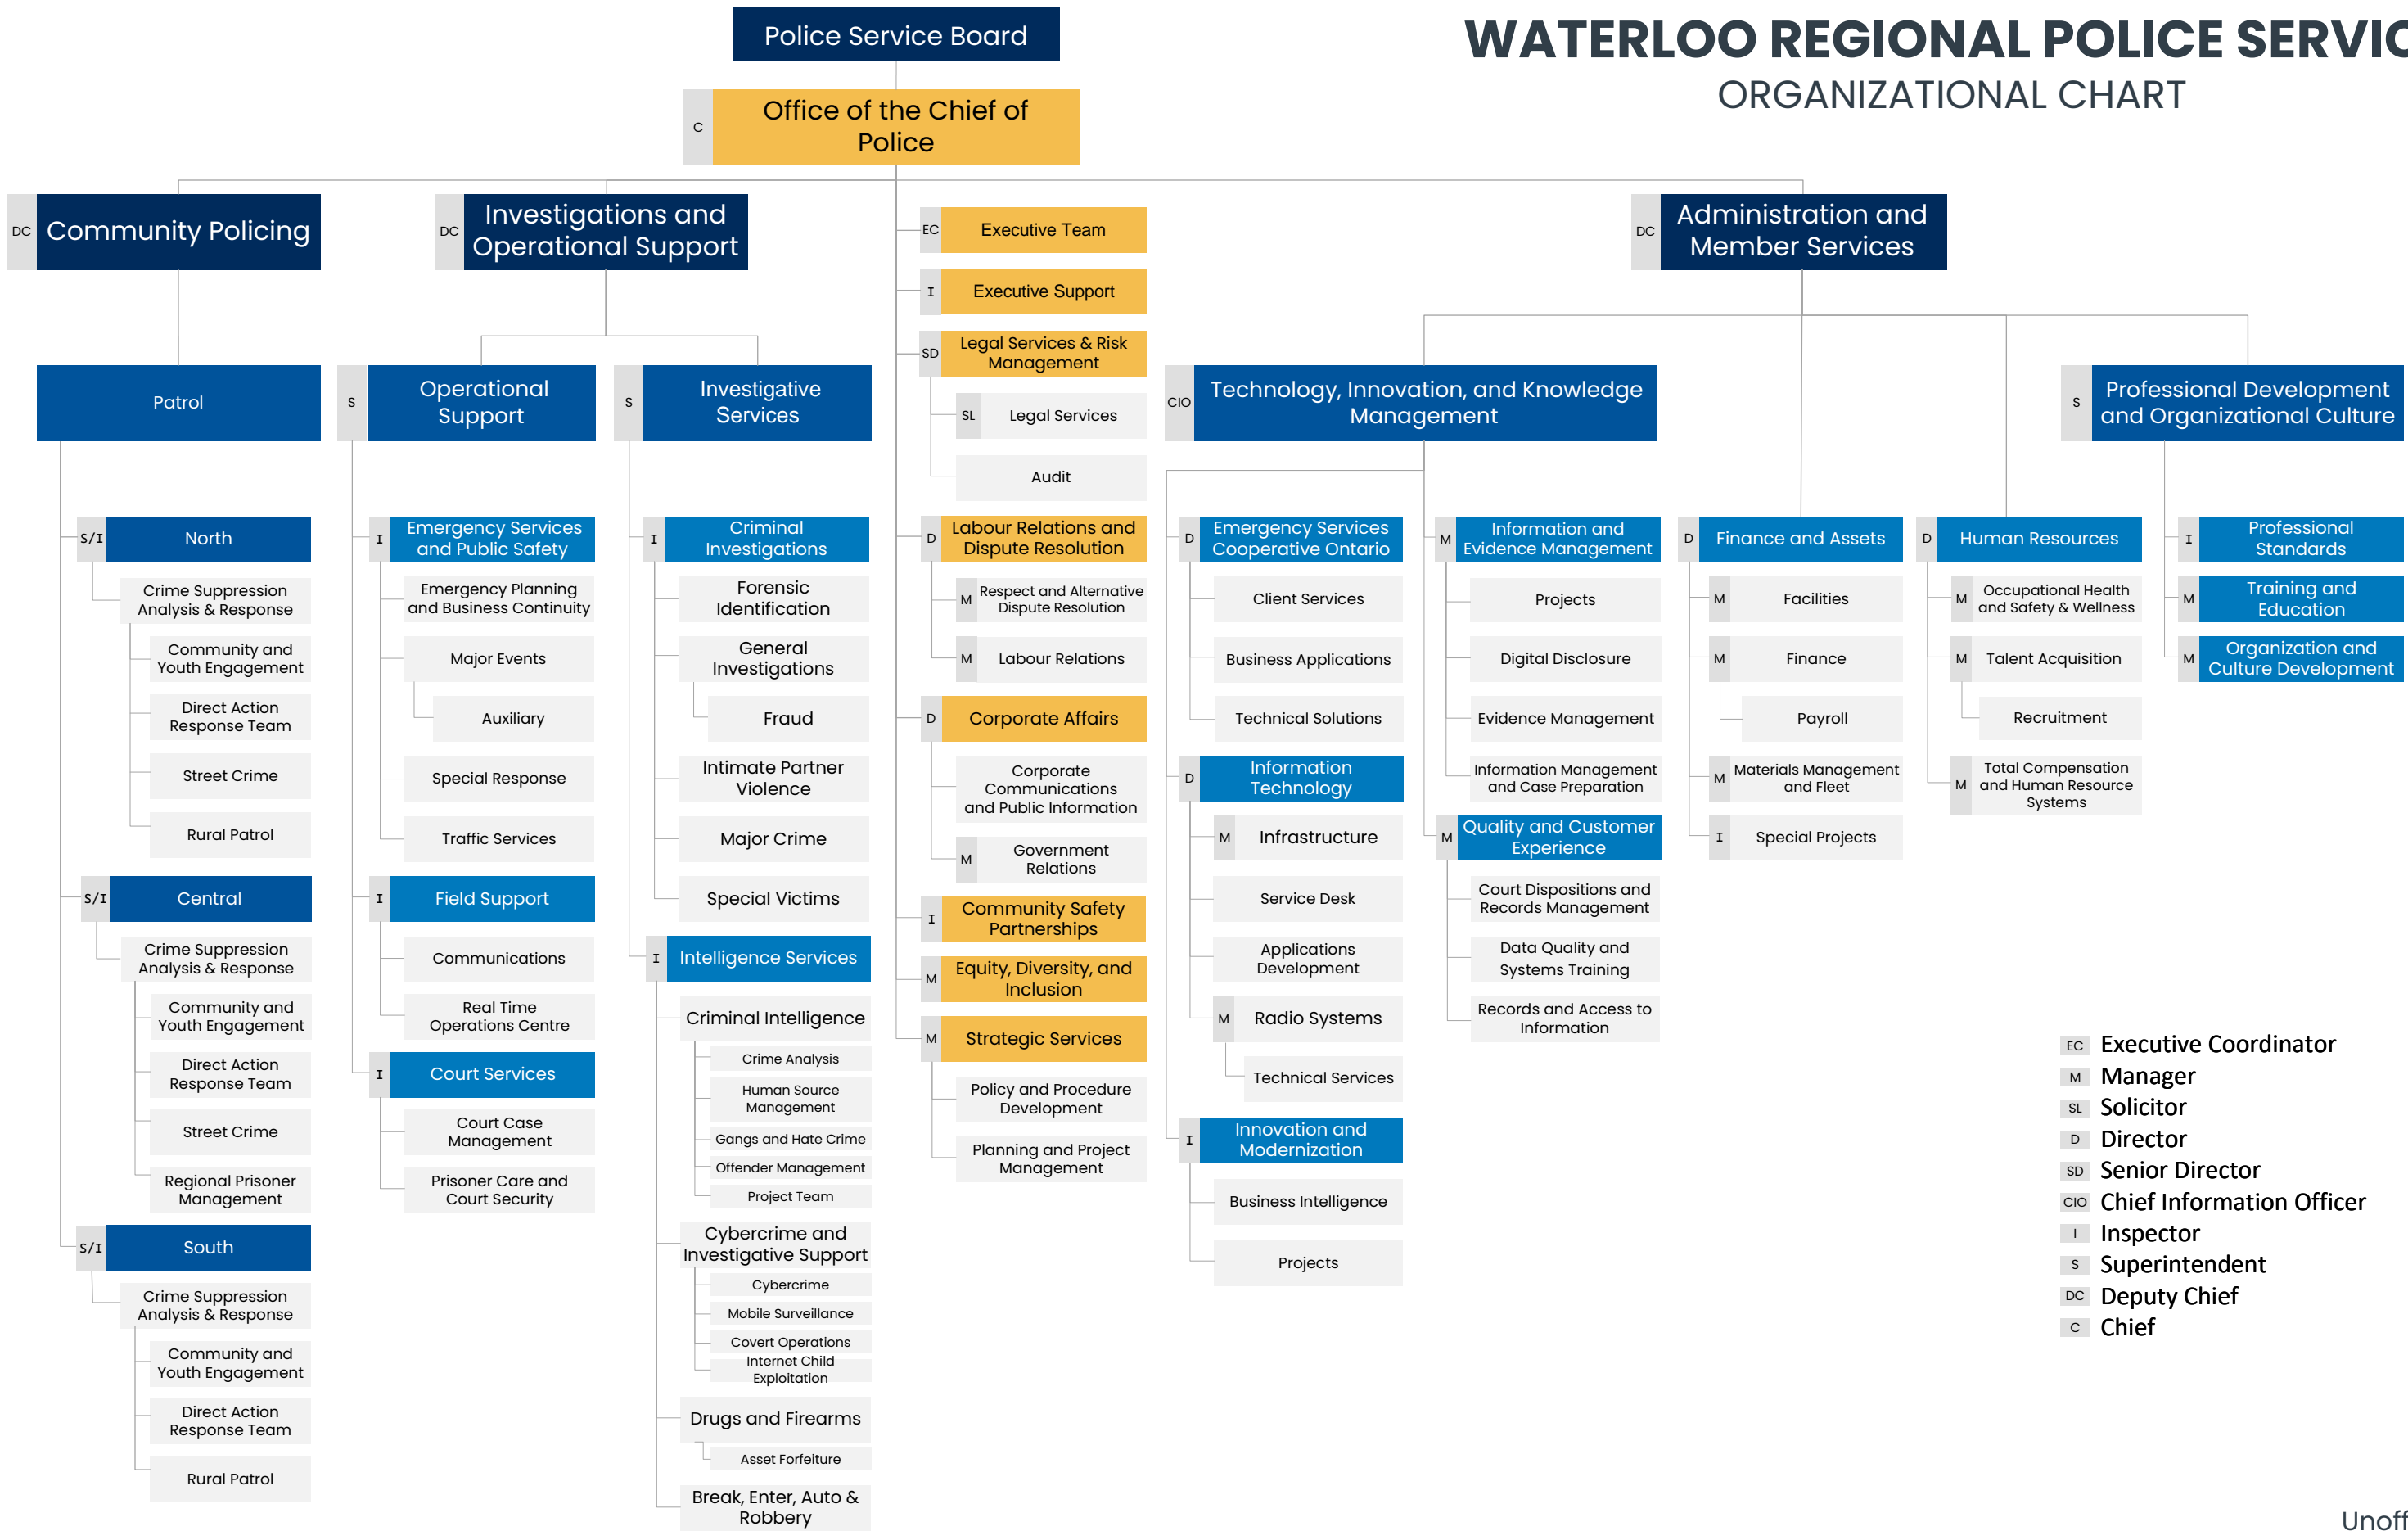 Police Service Board
WATERLOO REGIONAL POLICE SERVIC
ORGANIZATIONAL CHART
C
Office of the Chief of
Police
DC
Community Policing
DC
Investigations and
Operational Support
DC
Administration and
Member Services
Patrol
S/I
North
Crime Suppression
Analysis & Response
Community and
Youth Engagement
Direct Action
Response Team
Street Crime
Rural Patrol
S/I
Central
Crime Suppression
Analysis & Response
Community and
Youth Engagement
Direct Action
Response Team
Street Crime
Regional Prisoner
Management
S/I
South
Crime Suppression
Analysis & Response
Community and
Youth Engagement
Direct Action
Response Team
Rural Patrol
S
Operational
Support
I
Emergency Services
and Public Safety
Emergency Planning
and Business Continuity
Major Events
Auxiliary
Special Response
Traffic Services
I
Field Support
Communications
Real Time
Operations Centre
I
Court Services
Court Case
Management
Prisoner Care and
Court Security
S
Investigative
Services
I
Criminal
Investigations
Forensic
Identification
General
Investigations
Fraud
Intimate Partner
Violence
Major Crime
Special Victims
I
Intelligence Services
Criminal Intelligence
Crime Analysis
Human Source
Management
Gangs and Hate Crime
Offender Management
Project Team
Cybercrime and
Investigative Support
Cybercrime
Mobile Surveillance
Covert Operations
Internet Child
Exploitation
Drugs and Firearms
Asset Forfeiture
Break, Enter, Auto &
Robbery
EC
Executive Team
I
Executive Support
SD
Legal Services & Risk
Management
SL
Legal Services
Audit
D
Labour Relations and
Dispute Resolution
M
Respect and Alternative
Dispute Resolution
M
Labour Relations
D
Corporate Affairs
Corporate
Communications
and Public Information
M
Government
Relations
I
Community Safety
Partnerships
M
Equity, Diversity, and
Inclusion
M
Strategic Services
Policy and Procedure
Development
Planning and Project
Management
CIO
Technology, Innovation, and Knowledge
Management
D
Emergency Services
Cooperative Ontario
Client Services
Business Applications
Technical Solutions
D
Information
Technology
M
Infrastructure
Service Desk
Applications
Development
M
Radio Systems
Technical Services
I
Innovation and
Modernization
Business Intelligence
Projects
M
Information and
Evidence Management
Projects
Digital Disclosure
Evidence Management
Information Management
and Case Preparation
M
Quality and Customer
Experience
Court Dispositions and
Records Management
Data Quality and
Systems Training
Records and Access to
Information
D
Finance and Assets
M
Facilities
M
Finance
Payroll
M
Materials Management
and Fleet
I
Special Projects
D
Human Resources
M
Occupational Health
and Safety & Wellness
M
Talent Acquisition
Recruitment
M
Total Compensation
and Human Resource
Systems
S
Professional Development
and Organizational Culture
I
Professional
Standards
M
Training and
Education
M
Organization and
Culture Development
EC Executive Coordinator
M Manager
SL Solicitor
D Director
SD Senior Director
CIO Chief Information Officer
I Inspector
S Superintendent
DC Deputy Chief
C Chief
Unoff